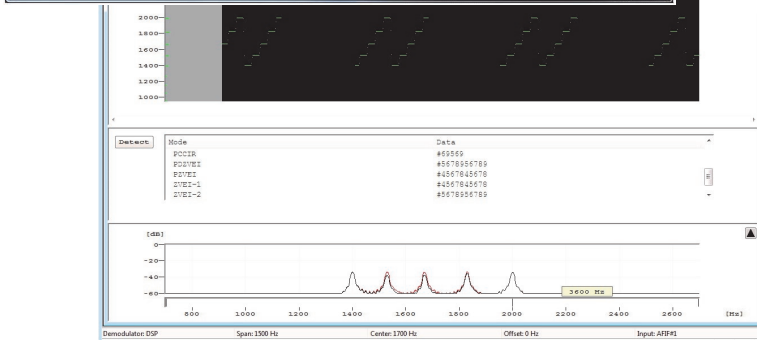 2000
1800
1600
1400
1200
1000
Detect Mode Data
PCCIR #69569
PDZVEI #5678956789
PZVEI #4567845678
ZVEI-1 #4567845678
ZVEI-2 #5678956789
[dB]
0
-20
-40
-60
3600 Hz
800 1000 1200 1400 1600 1800 2000 2200 2400 2600 [Hz]
Demodulator: DSP Span: 1500 Hz Center: 1700 Hz Offset: 0 Hz Input: AFIF#1